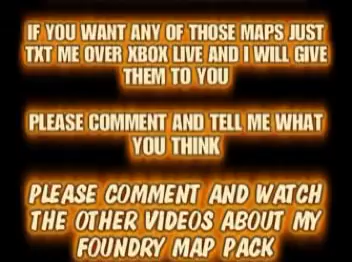 IF YOU WANT ANY OF THOSE MAPS JUST
TXT ME OVER XBOX LIVE AND I WILL GIVE
THEM TO YOU
PLEASE COMMENT AND TELL ME WHAT
YOU THINK
PLEASE COMMENT AND WATCH
THE OTHER VIDEOS ABOUT MY
FOUNDRY MAP PACK